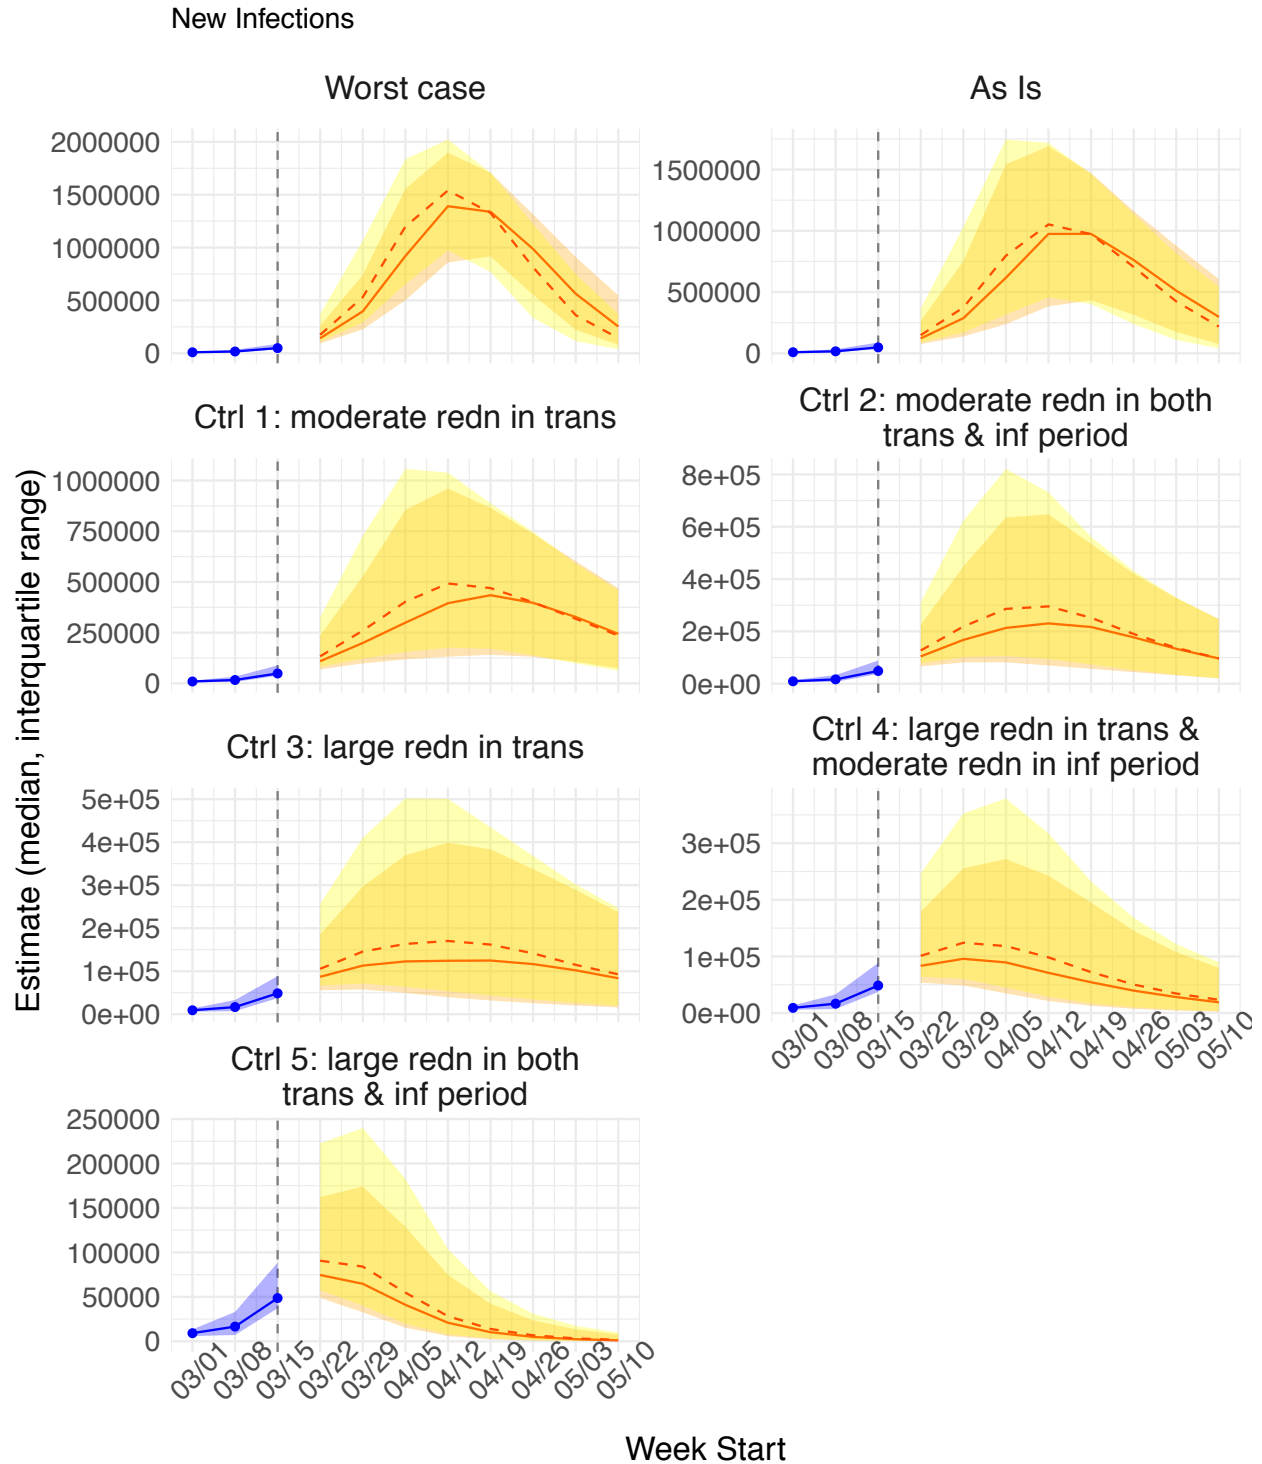 New Infections
Worst case
As Is
2000000
1500000
1000000
500000
0
1500000
1000000
500000
0
Ctrl 1: moderate redn in trans
Ctrl 2: moderate redn in both
trans & inf period
1000000
750000
500000
250000
0
8e+05
6e+05
4e+05
2e+05
0e+00
Estimate (median, interquartile range)
Ctrl 3: large redn in trans
Ctrl 4: large redn in trans &
moderate redn in inf period
5e+05
4e+05
3e+05
2e+05
1e+05
0e+00
3e+05
2e+05
1e+05
0e+00
03/01
03/08
03/15
03/22
03/29
04/05
04/12
04/19
04/26
05/03
05/10
Ctrl 5: large redn in both
trans & inf period
250000
200000
150000
100000
50000
0
03/01
03/08
03/15
03/22
03/29
04/05
04/12
04/19
04/26
05/03
05/10
Week Start